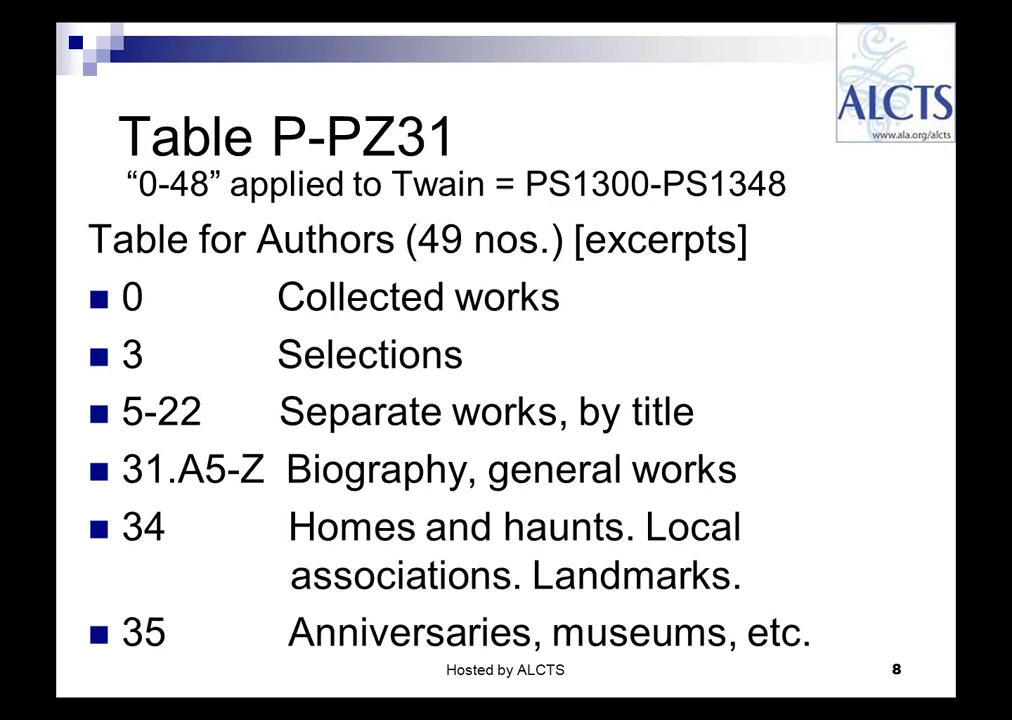 ALCTS
www.ala.org/alcts
Table P-PZ31
“0-48” applied to Twain = PS1300-PS1348
Table for Authors (49 nos.) [excerpts]
0 Collected works
3 Selections
5-22 Separate works, by title
31.A5-Z Biography, general works
34 Homes and haunts. Local
associations. Landmarks.
35 Anniversaries, museums, etc.
Hosted by ALCTS 8